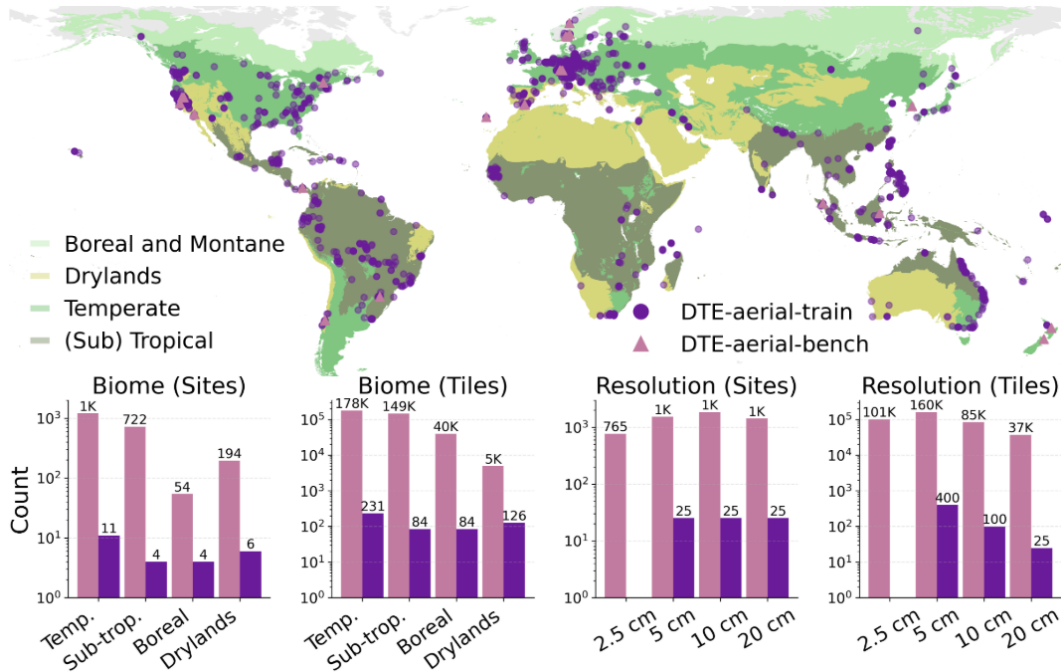 Boreal and Montane
Drylands
Temperate
(Sub) Tropical
DTE-aerial-train
DTE-aerial-bench
Biome (Sites)
Biome (Tiles)
Resolution (Sites)
Resolution (Tiles)
Count
10³
10²
10¹
10⁰
1K
722
54
194
11
4
4
6
Temp.
Sub-trop.
Boreal
Drylands
10⁵
10⁴
10³
10²
10¹
10⁰
178K
149K
40K
5K
231
84
84
126
Temp.
Sub-trop.
Boreal
Drylands
10³
10²
10¹
10⁰
765
1K
1K
1K
25
25
25
2.5 cm
5 cm
10 cm
20 cm
10⁵
10⁴
10³
10²
10¹
10⁰
101K
160K
85K
37K
400
100
25
2.5 cm
5 cm
10 cm
20 cm